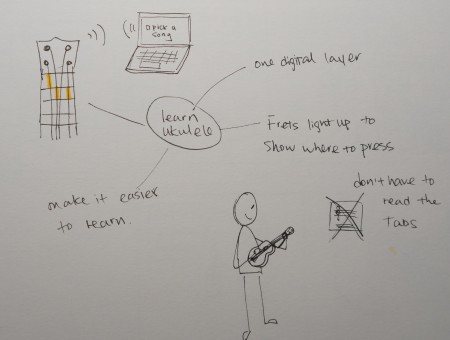 ① pick a
song
one digital layer
learn
ukulele
Frets light up to
show where to press
make it easier
to learn.
don't have to
read the
Tabs